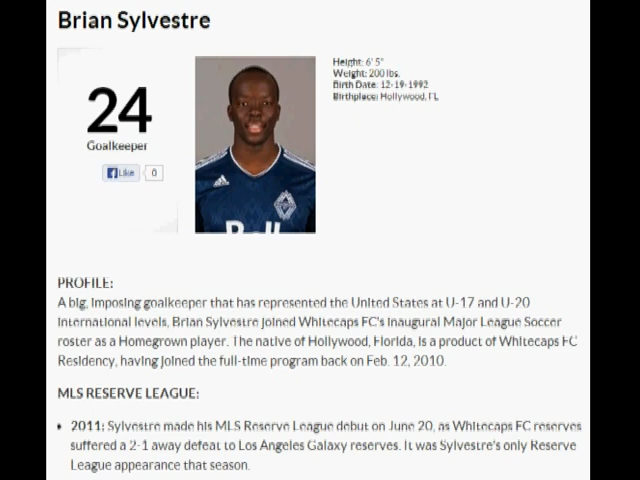 Brian Sylvestre
24
Goalkeeper
Like 0
Height: 6' 5"
Weight: 200 lbs.
Birth Date: 12-19-1992
Birthplace: Hollywood, FL
Bell
PROFILE:
A big, imposing goalkeeper that has represented the United States at U-17 and U-20
international levels, Brian Sylvestre joined Whitecaps FC's inaugural Major League Soccer
roster as a Homegrown player. The native of Hollywood, Florida, is a product of Whitecaps FC
Residency, having joined the full-time program back on Feb. 12, 2010.
MLS RESERVE LEAGUE:
• 2011: Sylvestre made his MLS Reserve League debut on June 20, as Whitecaps FC reserves
suffered a 2-1 away defeat to Los Angeles Galaxy reserves. It was Sylvestre's only Reserve
League appearance that season.